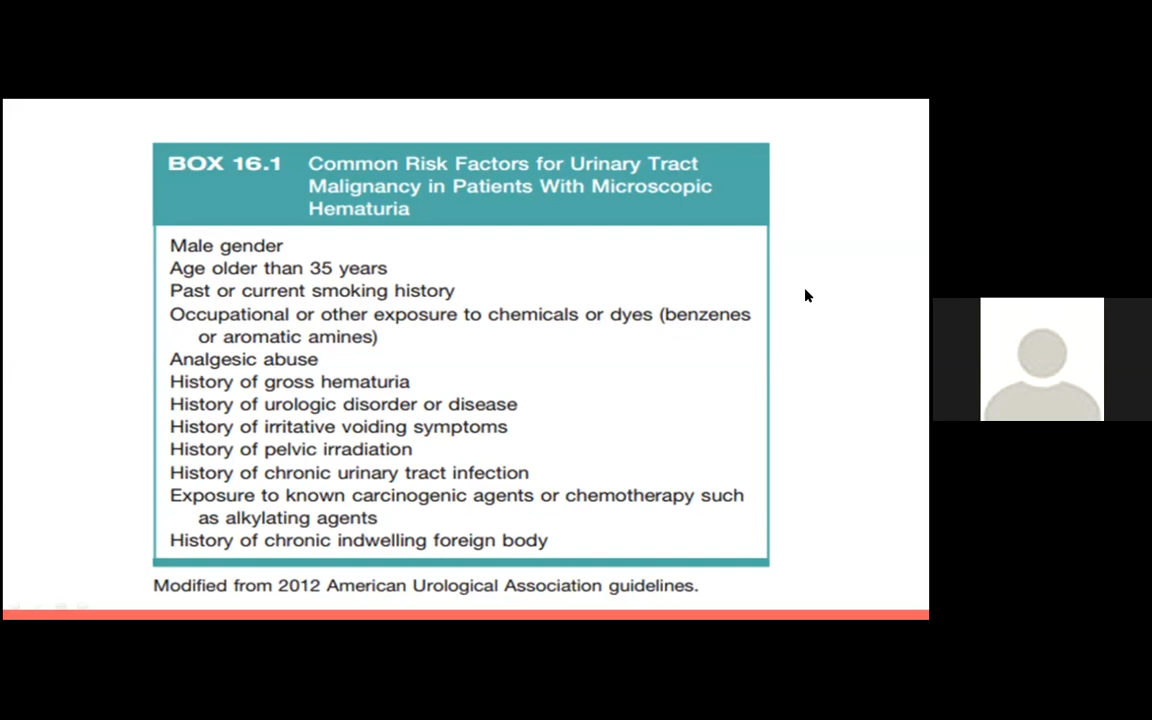 BOX 16.1 Common Risk Factors for Urinary Tract
Malignancy in Patients With Microscopic
Hematuria
Male gender
Age older than 35 years
Past or current smoking history
Occupational or other exposure to chemicals or dyes (benzenes
or aromatic amines)
Analgesic abuse
History of gross hematuria
History of urologic disorder or disease
History of irritative voiding symptoms
History of pelvic irradiation
History of chronic urinary tract infection
Exposure to known carcinogenic agents or chemotherapy such
as alkylating agents
History of chronic indwelling foreign body
Modified from 2012 American Urological Association guidelines.